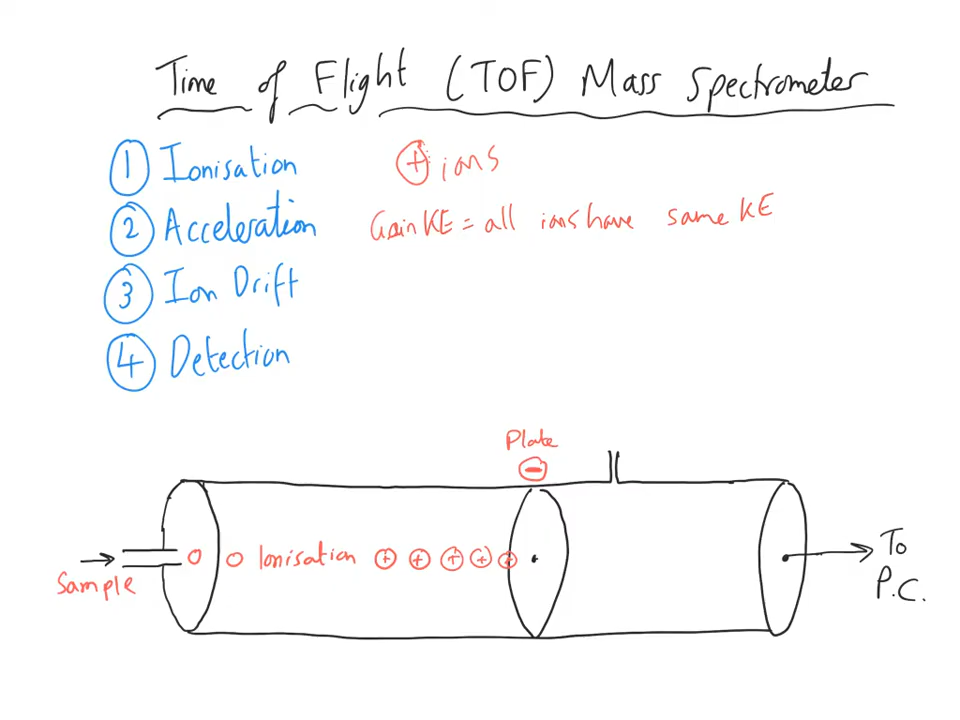 Time of Flight (TOF) Mass Spectrometer
1 Ionisation + ions
2 Acceleration Gain KE = all ions have same KE
3 Ion Drift
4 Detection
Plate
-
Ionisation + + + + +
Sample
To
P.C.